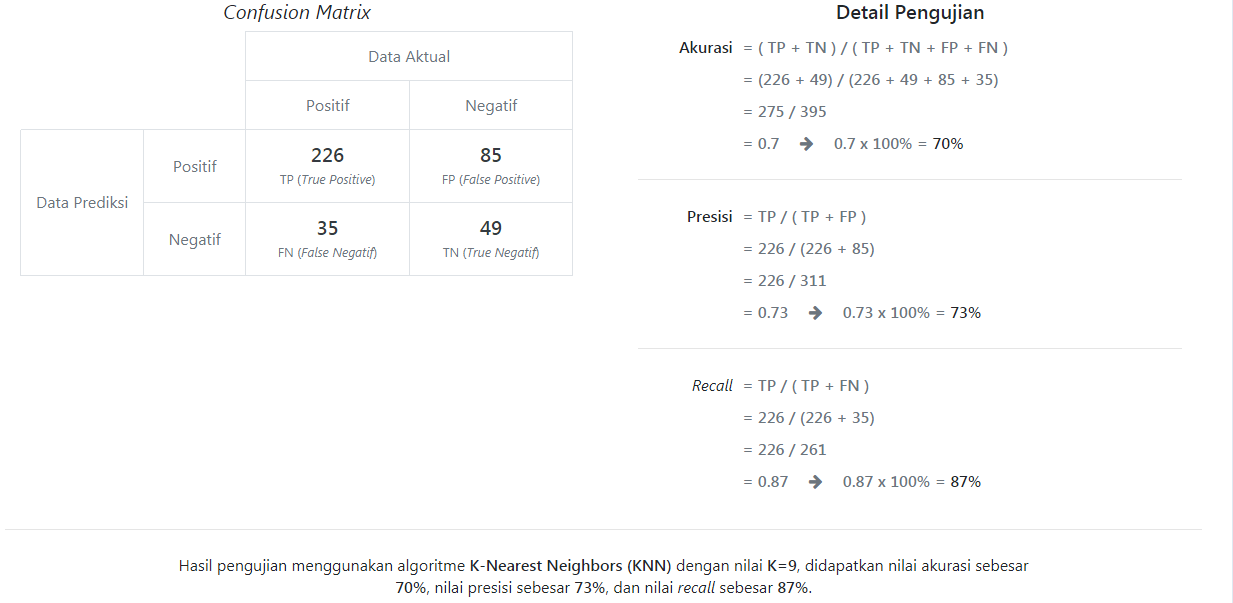 Confusion Matrix
Data Aktual
Positif Negatif
Data Prediksi
Positif
226 85
TP (True Positive) FP (False Positive)
Negatif
35 49
FN (False Negatif) TN (True Negatif)
Detail Pengujian
Akurasi = ( TP + TN ) / ( TP + TN + FP + FN )
= (226 + 49) / (226 + 49 + 85 + 35)
= 275 / 395
= 0.7 ➔ 0.7 x 100% = 70%
Presisi = TP / ( TP + FP )
= 226 / (226 + 85)
= 226 / 311
= 0.73 ➔ 0.73 x 100% = 73%
Recall = TP / ( TP + FN )
= 226 / (226 + 35)
= 226 / 261
= 0.87 ➔ 0.87 x 100% = 87%
Hasil pengujian menggunakan algoritme K-Nearest Neighbors (KNN) dengan nilai K=9, didapatkan nilai akurasi sebesar
70%, nilai presisi sebesar 73%, dan nilai recall sebesar 87%.